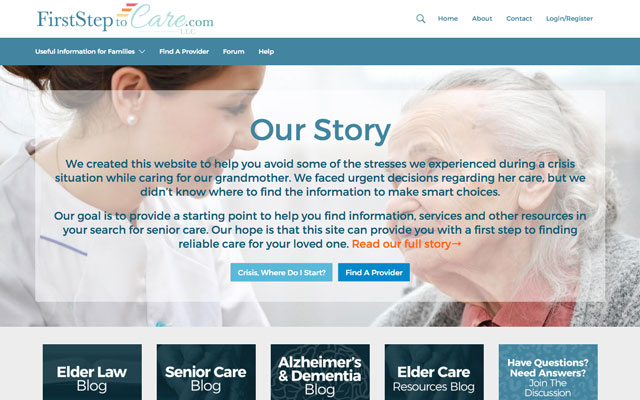 FirstSteptoCare.com
LLC
Home About Contact Login/Register
Useful Information for Families Find A Provider Forum Help
Our Story
We created this website to help you avoid some of the stresses we experienced during a crisis
situation while caring for our grandmother. We faced urgent decisions regarding her care, but we
didn't know where to find the information to make smart choices.
Our goal is to provide a starting point to help you find information, services and other resources in
your search for senior care. Our hope is that this site can provide you with a first step to finding
reliable care for your loved one. Read our full story→
Crisis, Where Do I Start? Find A Provider
Elder Law
Blog
Senior Care
Blog
Alzheimer's
& Dementia
Blog
Elder Care
Resources Blog
Have Questions?
Need Answers?
Join The
Discussion